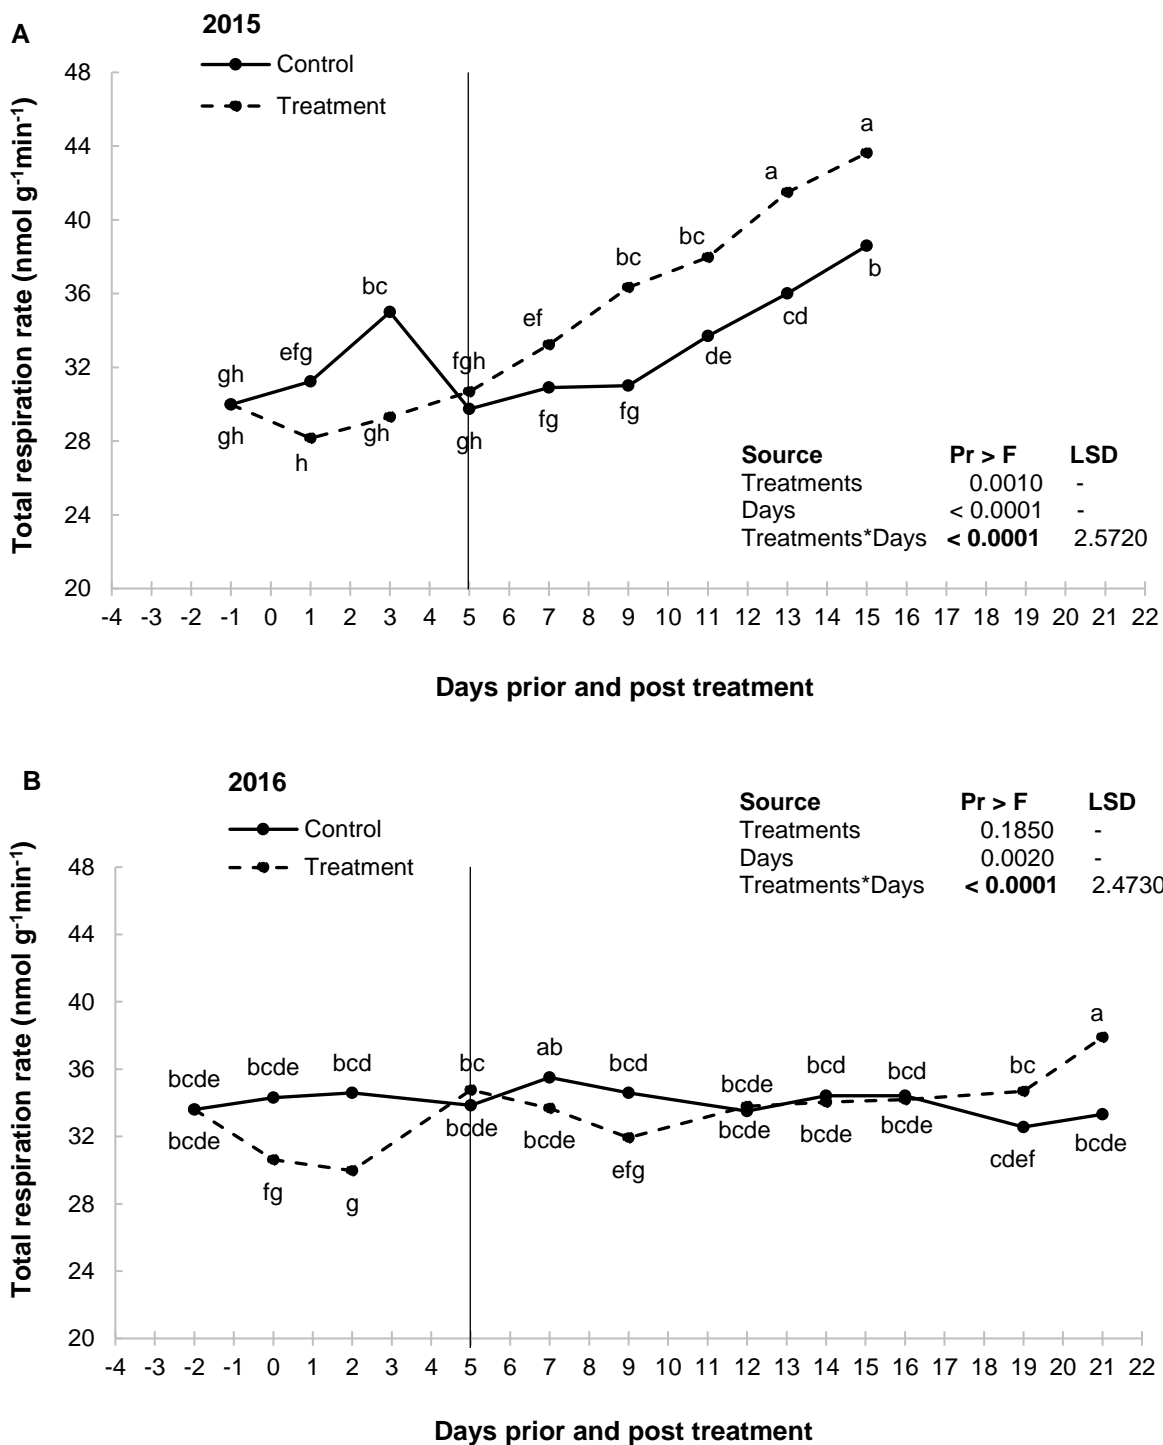 A
2015
Control
Treatment
Total respiration rate (nmol g⁻¹min⁻¹)
48
44
40
36
32
28
24
20
gh
efg
bc
fgh
ef
bc
bc
a
a
gh
h
gh
gh
fg
fg
de
cd
b
Source Pr > F LSD
Treatments 0.0010 -
Days < 0.0001 -
Treatments*Days < 0.0001 2.5720
-4 -3 -2 -1 0 1 2 3 4 5 6 7 8 9 10 11 12 13 14 15 16 17 18 19 20 21 22
Days prior and post treatment
B
2016
Control
Treatment
Source Pr > F LSD
Treatments 0.1850 -
Days 0.0020 -
Treatments*Days < 0.0001 2.4730
Total respiration rate (nmol g⁻¹min⁻¹)
48
44
40
36
32
28
24
20
bcde
bcde
bcd
bc
ab
bcd
bcde
bcd
bcd
bc
a
bcde
fg
g
bcde
bcde
efg
bcde
bcde
bcde
cdef
bcde
-4 -3 -2 -1 0 1 2 3 4 5 6 7 8 9 10 11 12 13 14 15 16 17 18 19 20 21 22
Days prior and post treatment